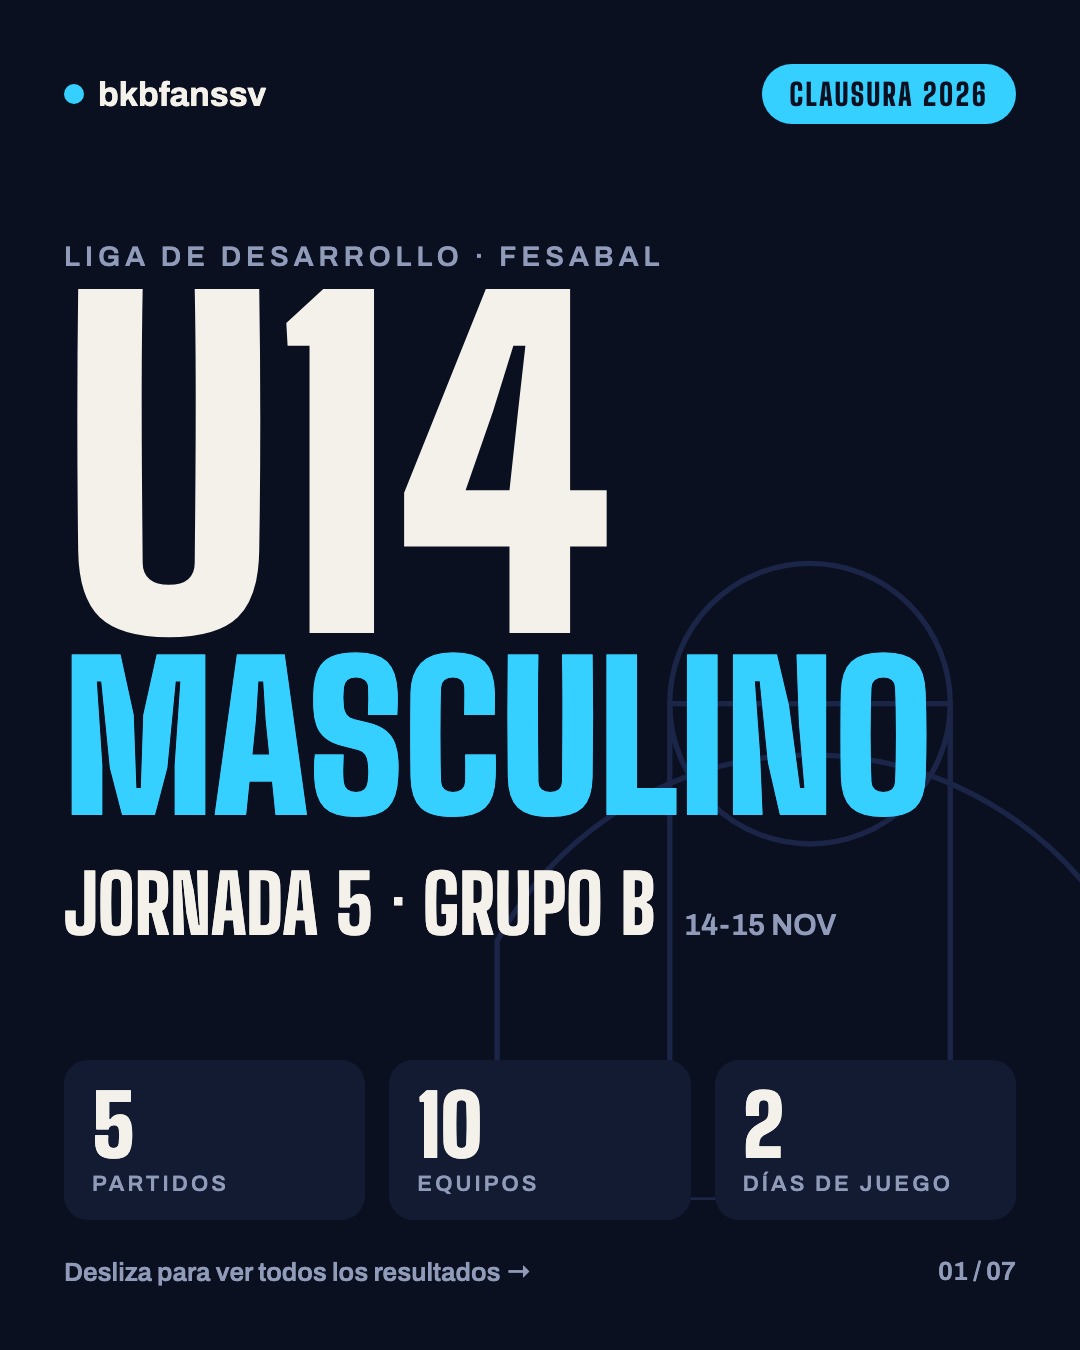 bkbfanssv
CLAUSURA 2026
LIGA DE DESARROLLO · FESABAL
U14
MASCULINO
JORNADA 5 · GRUPO B 14-15 NOV
5
PARTIDOS
10
EQUIPOS
2
DÍAS DE JUEGO
Desliza para ver todos los resultados →
01 / 07